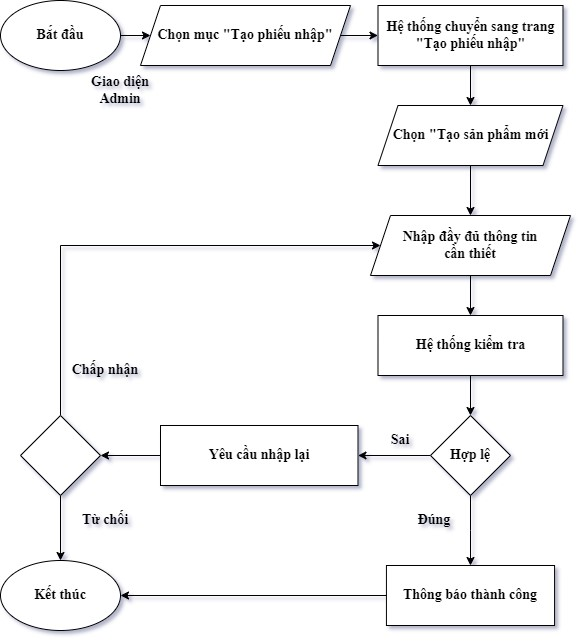 Bắt đầu
Chọn mục "Tạo phiếu nhập"
Hệ thống chuyển sang trang
"Tạo phiếu nhập"
Giao diện
Admin
Chọn "Tạo sản phẩm mới
Nhập đầy đủ thông tin
cần thiết
Hệ thống kiểm tra
Chấp nhận
Hợp lệ
Sai
Yêu cầu nhập lại
Từ chối
Đúng
Kết thúc
Thông báo thành công